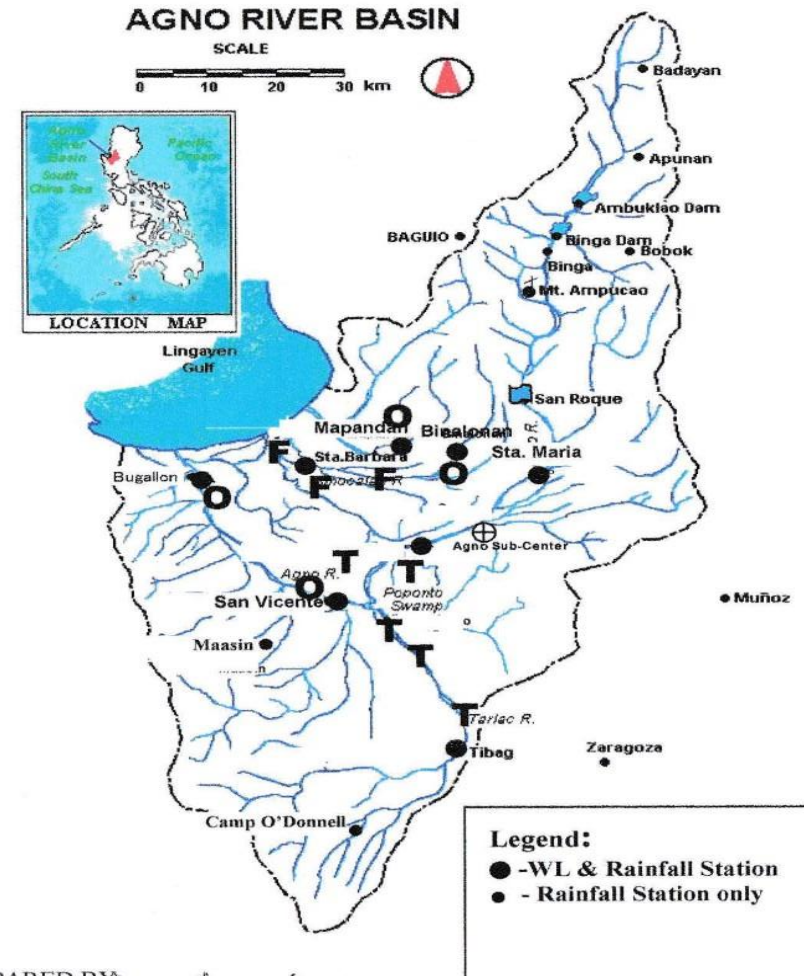 AGNO RIVER BASIN
SCALE
0 10 20 30 km
Badayan
Agno
River
Basin
Pacific
Ocean
South
China Sea
Apunan
Ambuklao Dam
BAGUIO
Binga Dam
Bobok
Binga
Mt. Ampucao
LOCATION MAP
Lingayen
Gulf
San Roque
O
Mapandan
Binalonan
R.
F
Sta.Barbara
Sta. Maria
Bugallon
F
F
O
O
Agno Sub-Center
T
T
Agno R.
O
Poponto
Swamp
San Vicente
Muñoz
T
Maasin
T
T
Tarlac R.
Tibag
Zaragoza
Camp O'Donnell
Legend:
-WL & Rainfall Station
- Rainfall Station only